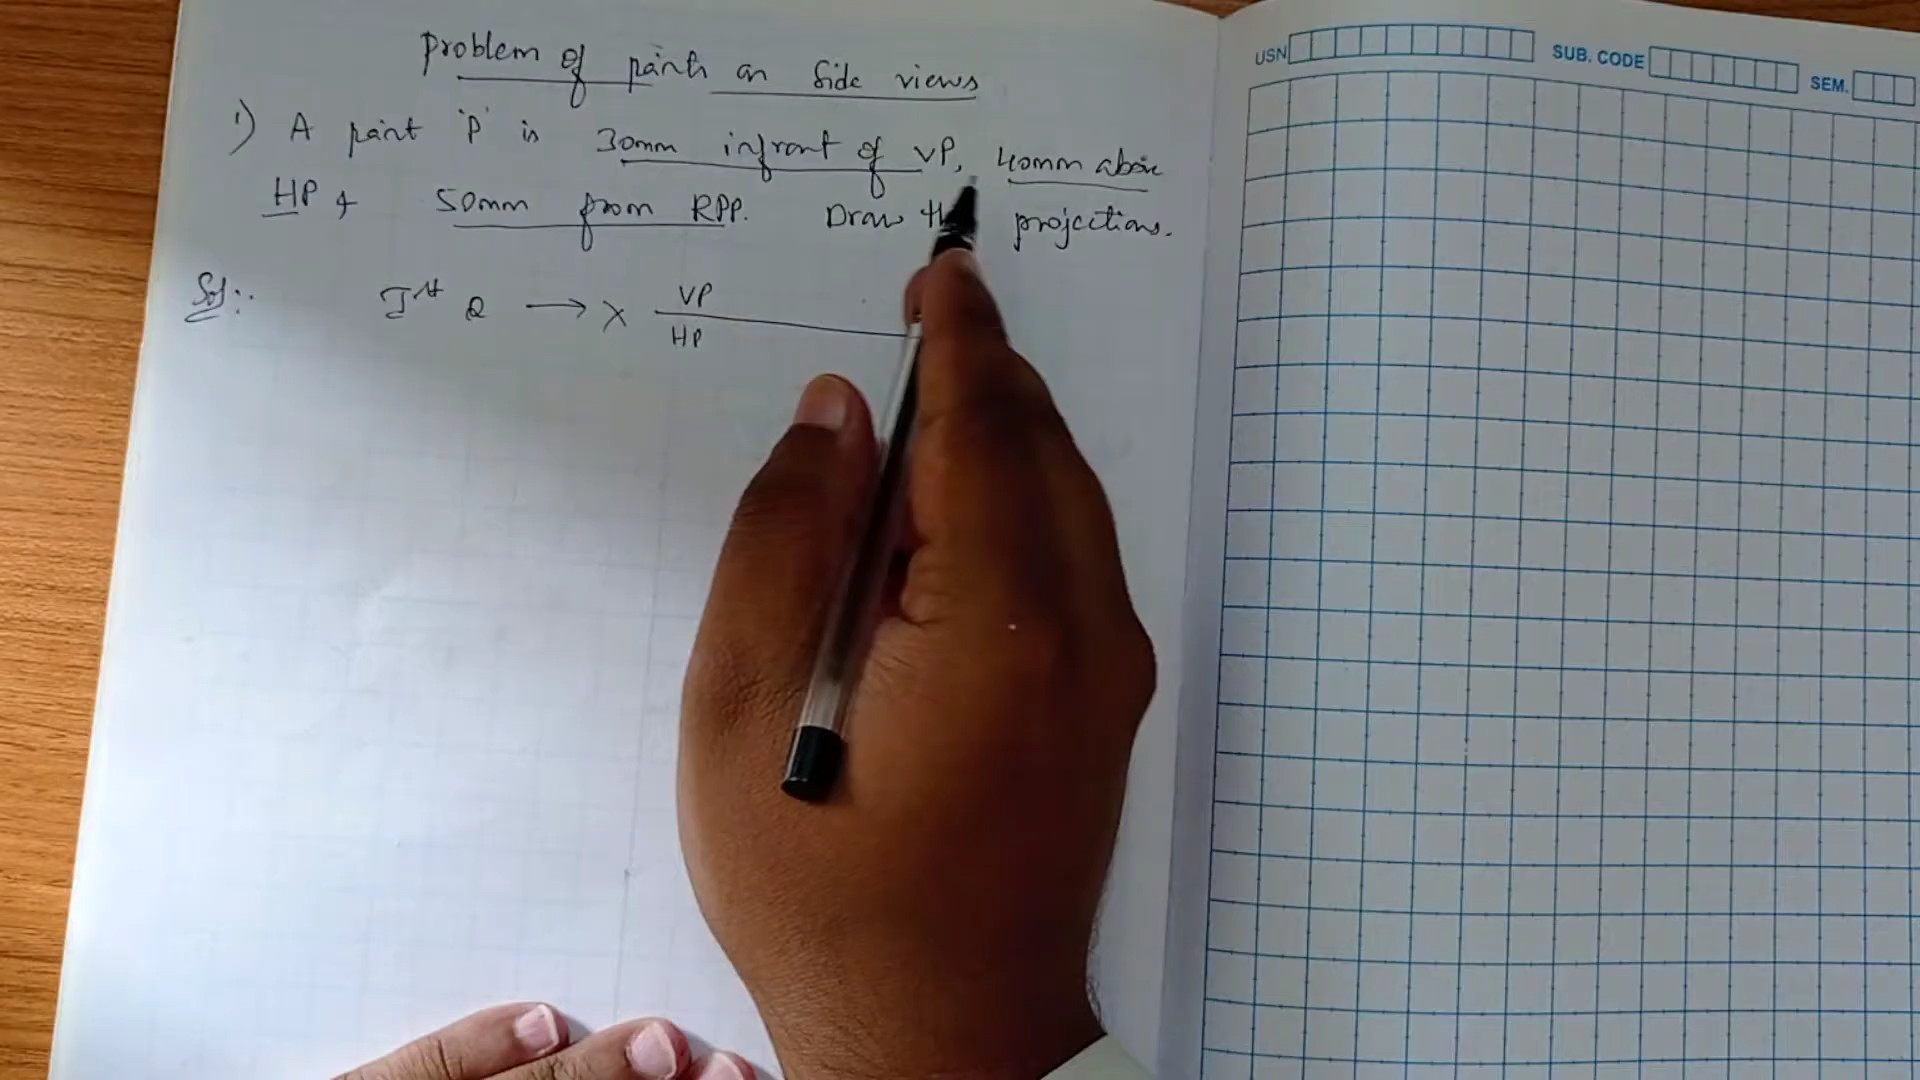 Problem of points on Side views
1) A point 'P' is 30mm infront of VP, 40mm above
HP & 50mm from RPP. Draw the projections.
Sol:. Ist Q → X VP
HP
USN SUB. CODE SEM.